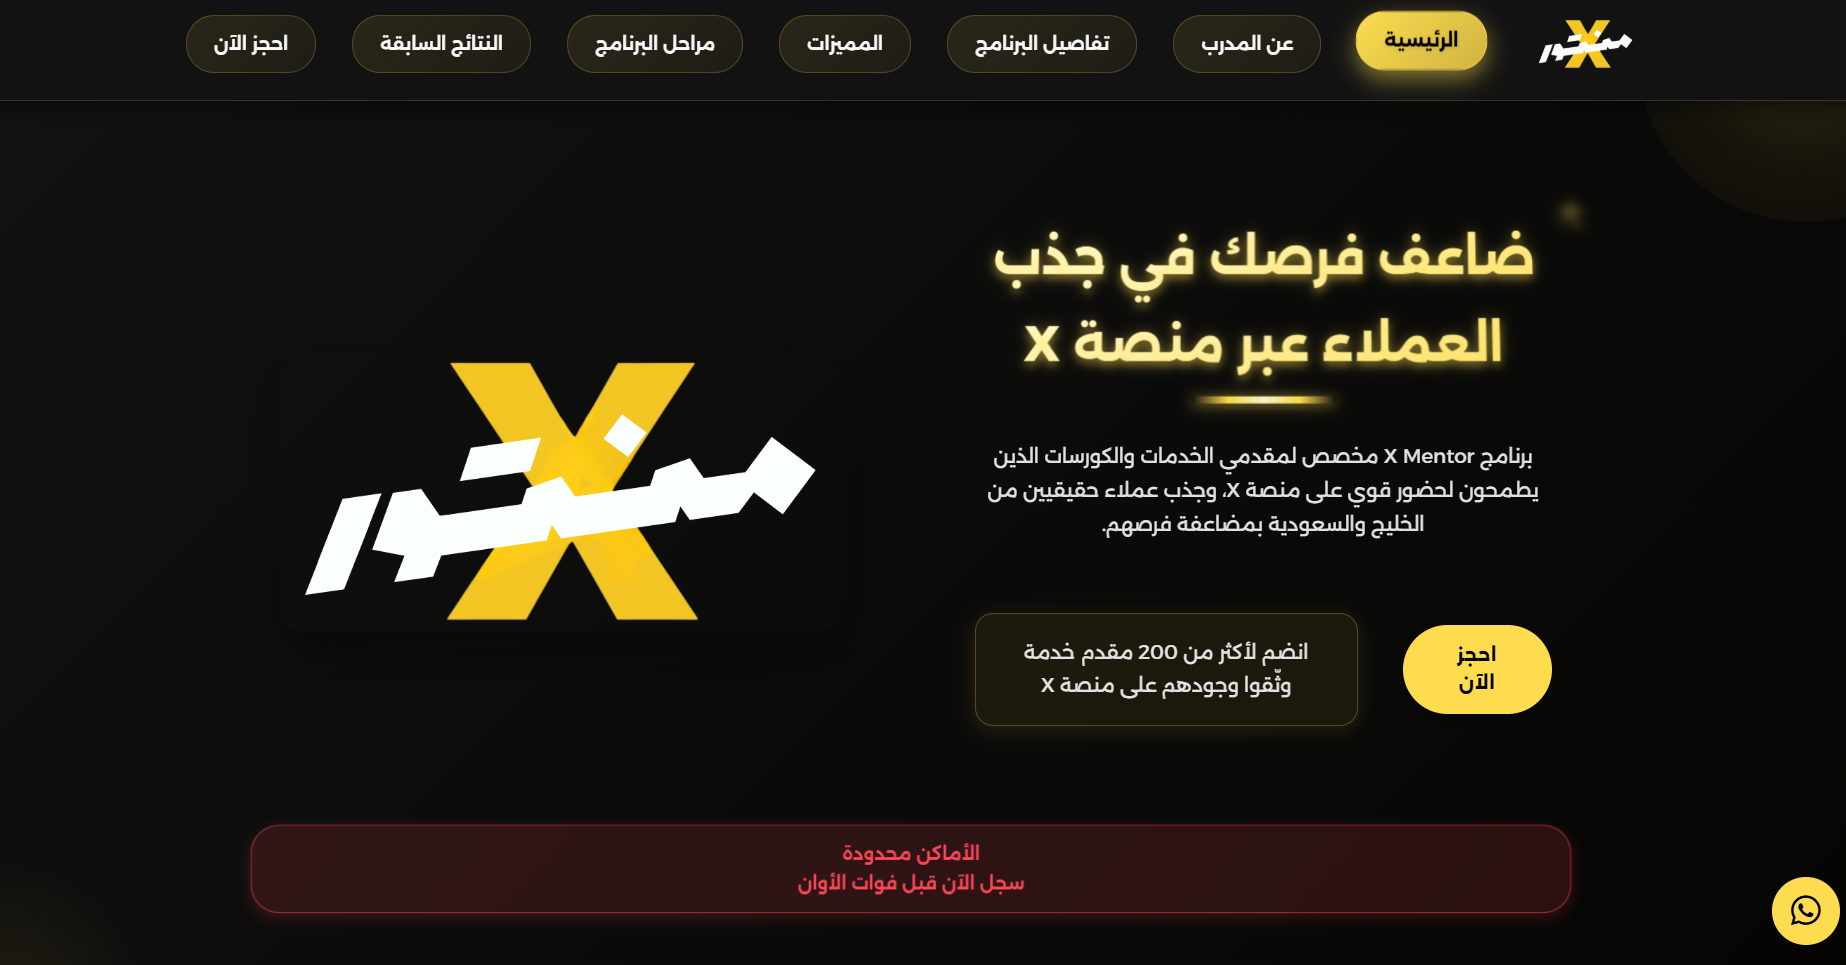 منتور X
الرئيسية
عن المدرب
تفاصيل البرنامج
المميزات
مراحل البرنامج
النتائج السابقة
احجز الآن
ضاعف فرصك في جذب
العملاء عبر منصة X
برنامج X Mentor مخصص لمقدمي الخدمات والكورسات الذين
يطمحون لحضور قوي على منصة X، وجذب عملاء حقيقيين من
الخليج والسعودية بمضاعفة فرصهم.
احجز
الآن
انضم لأكثر من 200 مقدم خدمة
وثّقوا وجودهم على منصة X
منتور X
الأماكن محدودة
سجل الآن قبل فوات الأوان